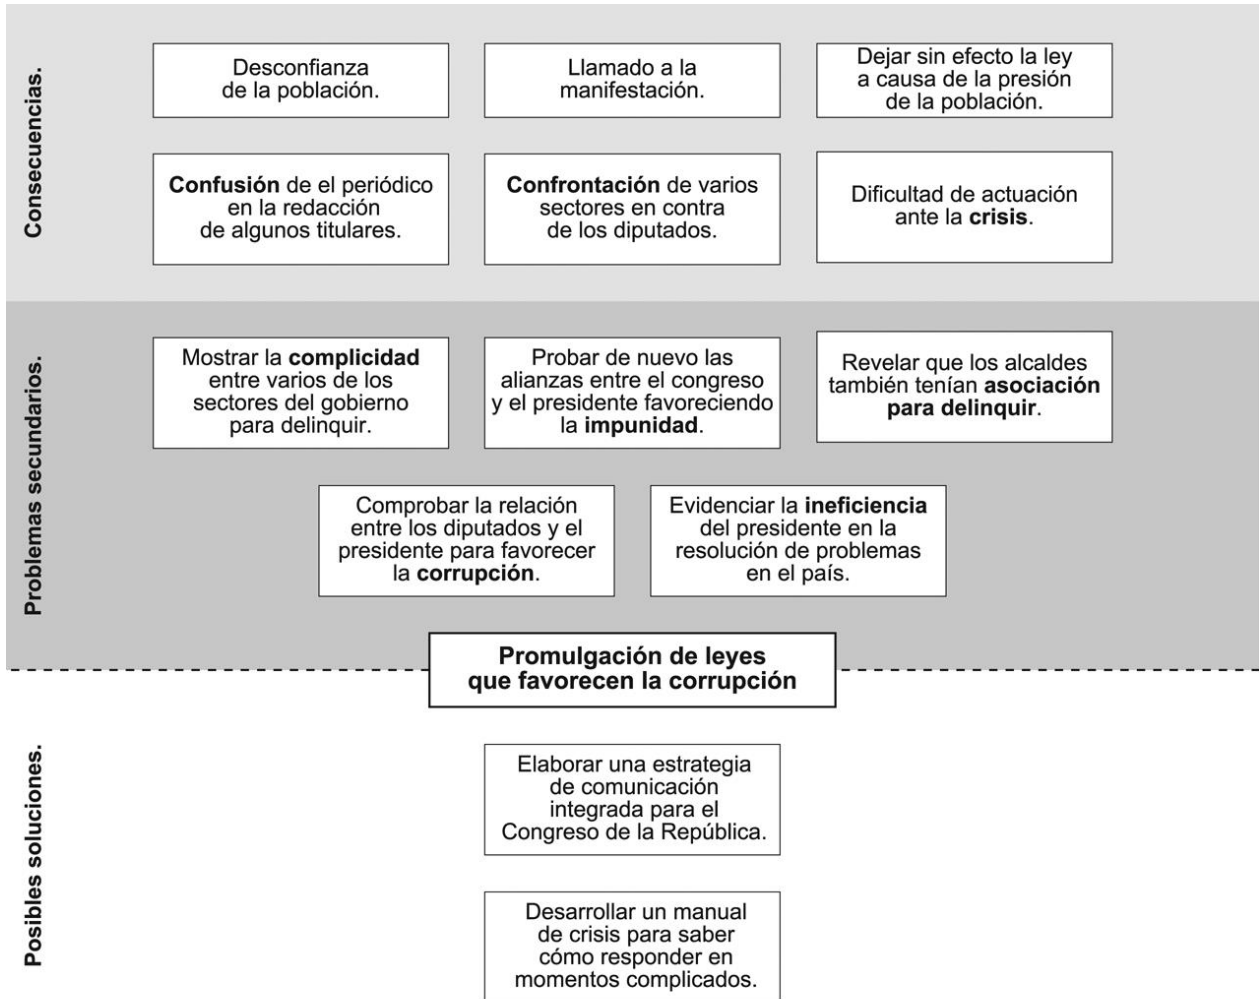 Consecuencias.
Desconfianza
de la población.
Llamado a la
manifestación.
Dejar sin efecto la ley
a causa de la presión
de la población.
Confusión de el periódico
en la redacción
de algunos titulares.
Confrontación de varios
sectores en contra
de los diputados.
Dificultad de actuación
ante la crisis.
Problemas secundarios.
Mostrar la complicidad
entre varios de los
sectores del gobierno
para delinquir.
Probar de nuevo las
alianzas entre el congreso
y el presidente favoreciendo
la impunidad.
Revelar que los alcaldes
también tenían asociación
para delinquir.
Comprobar la relación
entre los diputados y el
presidente para favorecer
la corrupción.
Evidenciar la ineficiencia
del presidente en la
resolución de problemas
en el país.
Promulgación de leyes
que favorecen la corrupción
Posibles soluciones.
Elaborar una estrategia
de comunicación
integrada para el
Congreso de la República.
Desarrollar un manual
de crisis para saber
cómo responder en
momentos complicados.